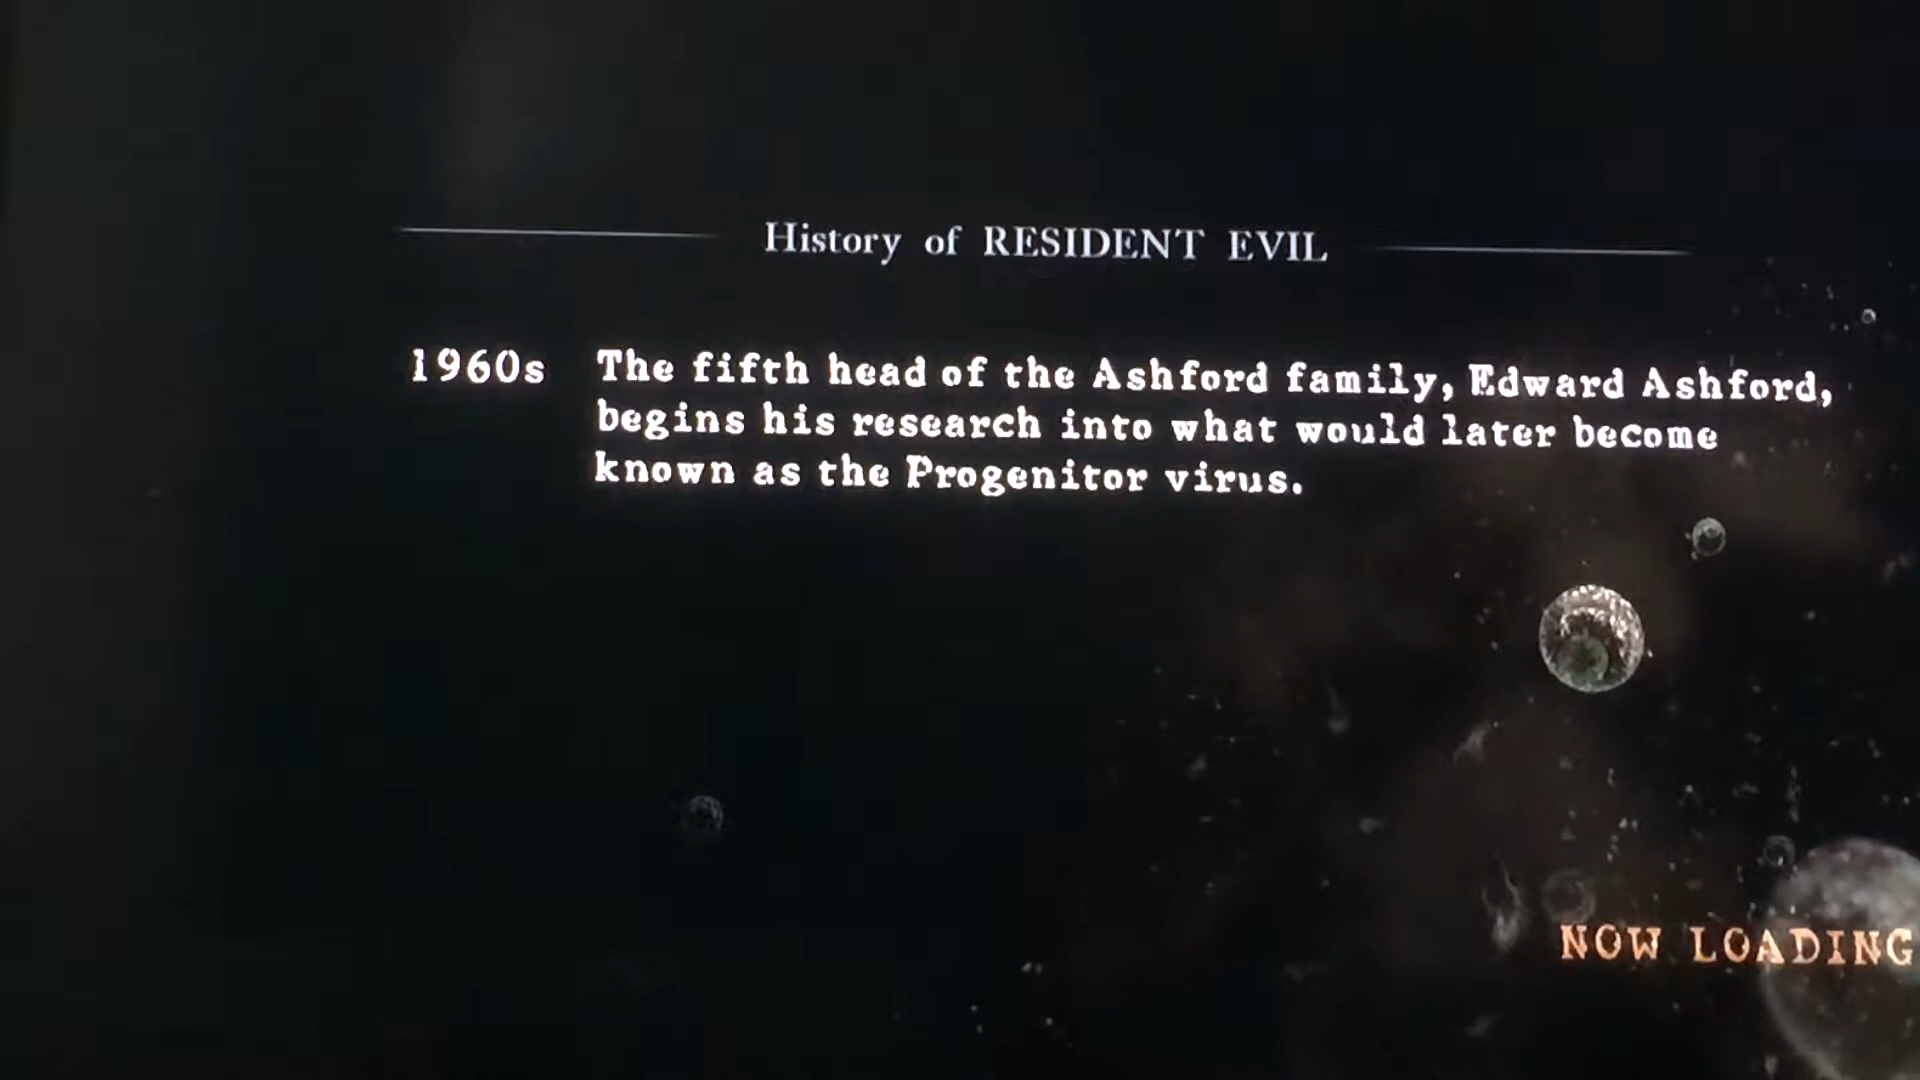 History of RESIDENT EVIL
1960s The fifth head of the Ashford family, Edward Ashford,
begins his research into what would later become
known as the Progenitor virus.
NOW LOADING